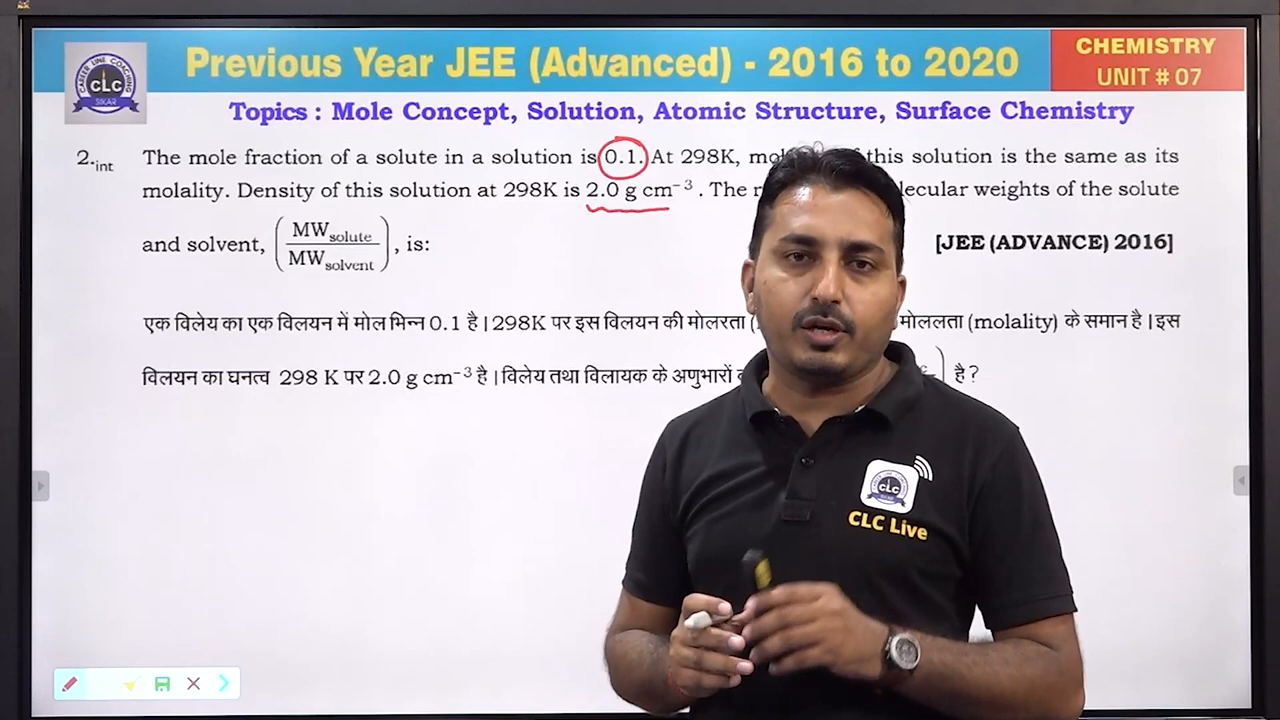 Previous Year JEE (Advanced) - 2016 to 2020
CHEMISTRY
UNIT # 07
CLC
SIKAR
Topics : Mole Concept, Solution, Atomic Structure, Surface Chemistry
2.int The mole fraction of a solute in a solution is 0.1. At 298K, this solution is the same as its
molality. Density of this solution at 298K is 2.0 g cm⁻³. The weights of the solute
and solvent, (MWsolute/MWsolvent), is: [JEE (ADVANCE) 2016]
एक विलेय का एक विलयन में मोल भिन्न 0.1 है। 298K पर इस विलयन की मोलरता ( मोललता (molality) के समान है। इस
विलयन का घनत्व 298 K पर 2.0 g cm⁻³ है। विलेय तथा विलायक के अणुभारों है?
CLC
CLC Live